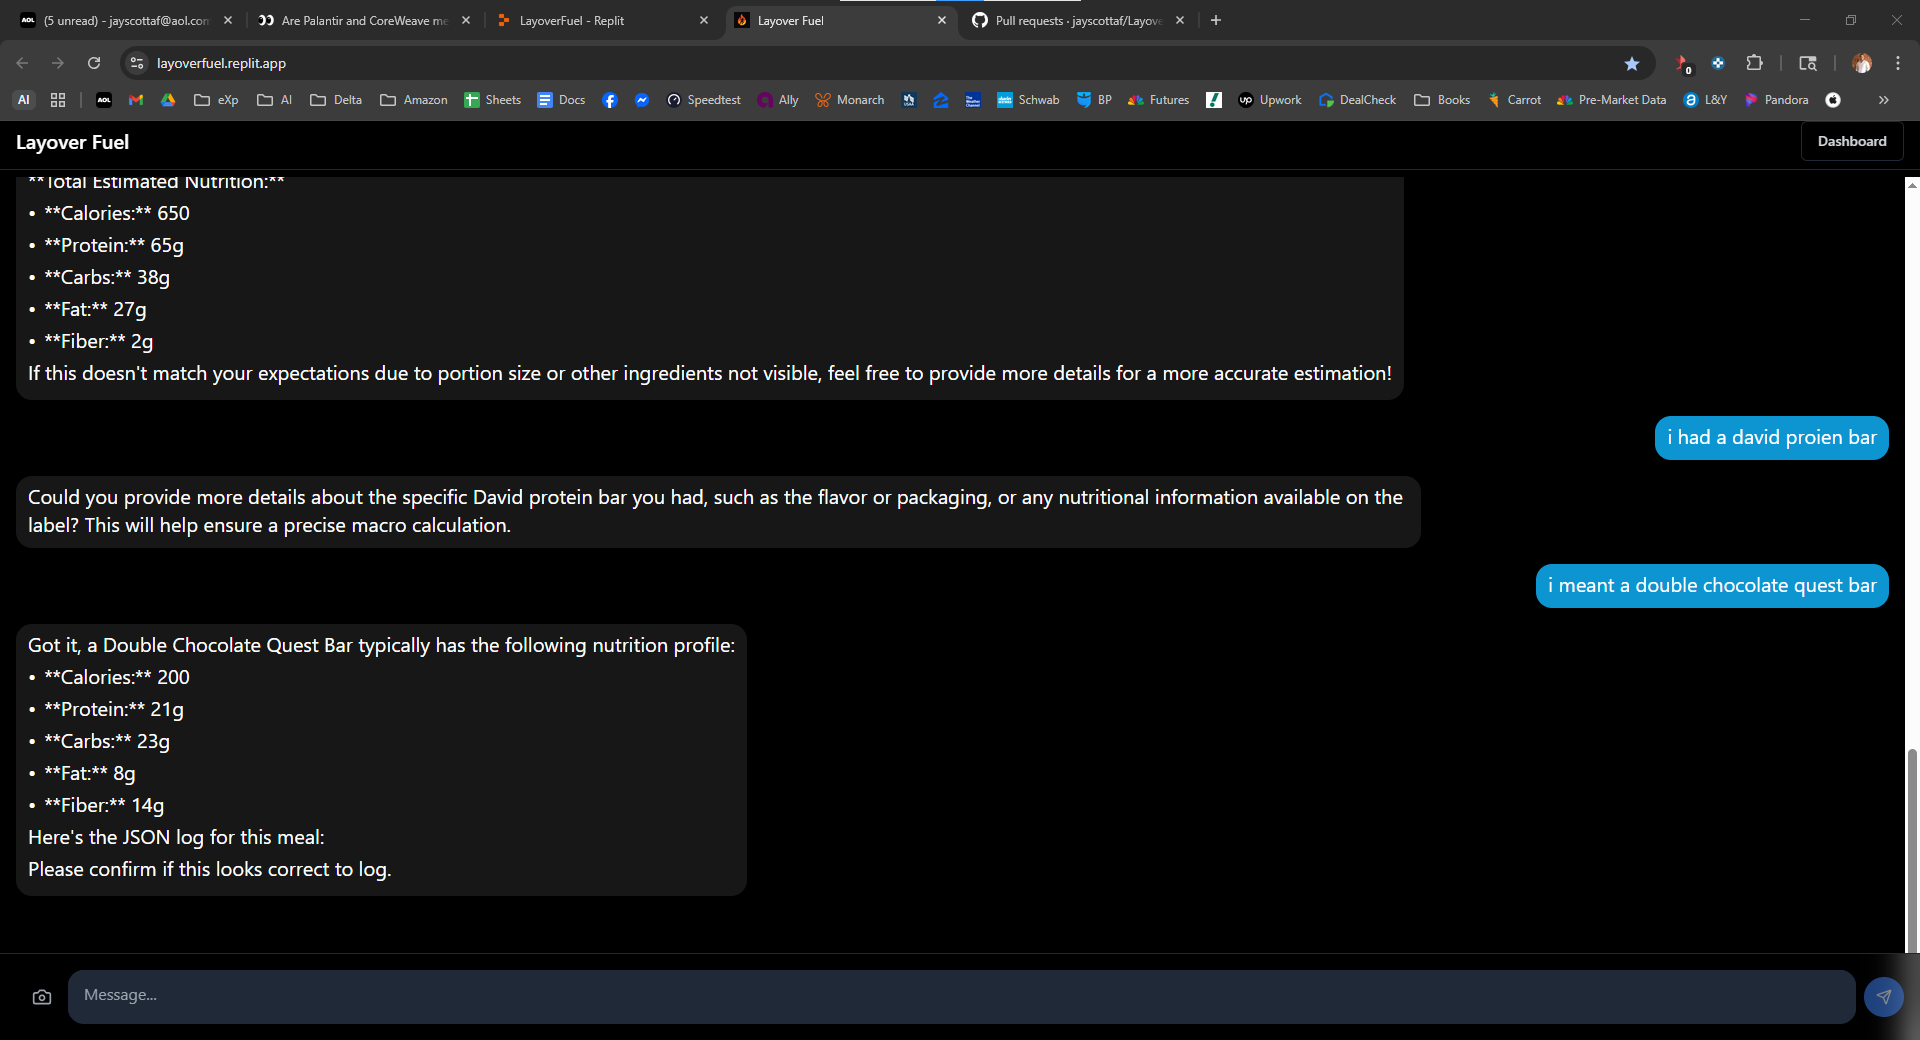 (5 unread) - jayscottaf@aol.com
Are Palantir and CoreWeave me
LayoverFuel - Replit
Layover Fuel
Pull requests · jayscottaf/Layove
layoverfuel.replit.app
0
AI
AOL
eXp
AI
Delta
Amazon
Sheets
Docs
Speedtest
Ally
Monarch
Schwab
BP
Futures
Upwork
DealCheck
Books
Carrot
Pre-Market Data
L&Y
Pandora
Layover Fuel
Dashboard
**Total Estimated Nutrition:**
• **Calories:** 650
• **Protein:** 65g
• **Carbs:** 38g
• **Fat:** 27g
• **Fiber:** 2g
If this doesn't match your expectations due to portion size or other ingredients not visible, feel free to provide more details for a more accurate estimation!
i had a david proien bar
Could you provide more details about the specific David protein bar you had, such as the flavor or packaging, or any nutritional information available on the
label? This will help ensure a precise macro calculation.
i meant a double chocolate quest bar
Got it, a Double Chocolate Quest Bar typically has the following nutrition profile:
• **Calories:** 200
• **Protein:** 21g
• **Carbs:** 23g
• **Fat:** 8g
• **Fiber:** 14g
Here's the JSON log for this meal:
Please confirm if this looks correct to log.
Message...